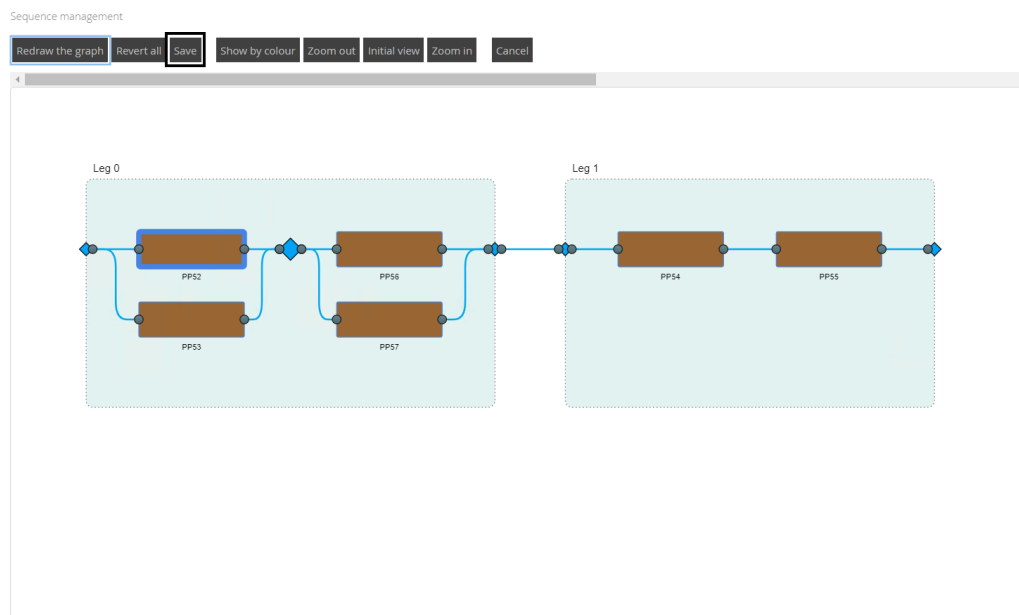 Sequence management
Redraw the graph Revert all Save Show by colour Zoom out Initial view Zoom in Cancel
Leg 0 Leg 1
PP52 PP56 PP54 PP55
PP53 PP57